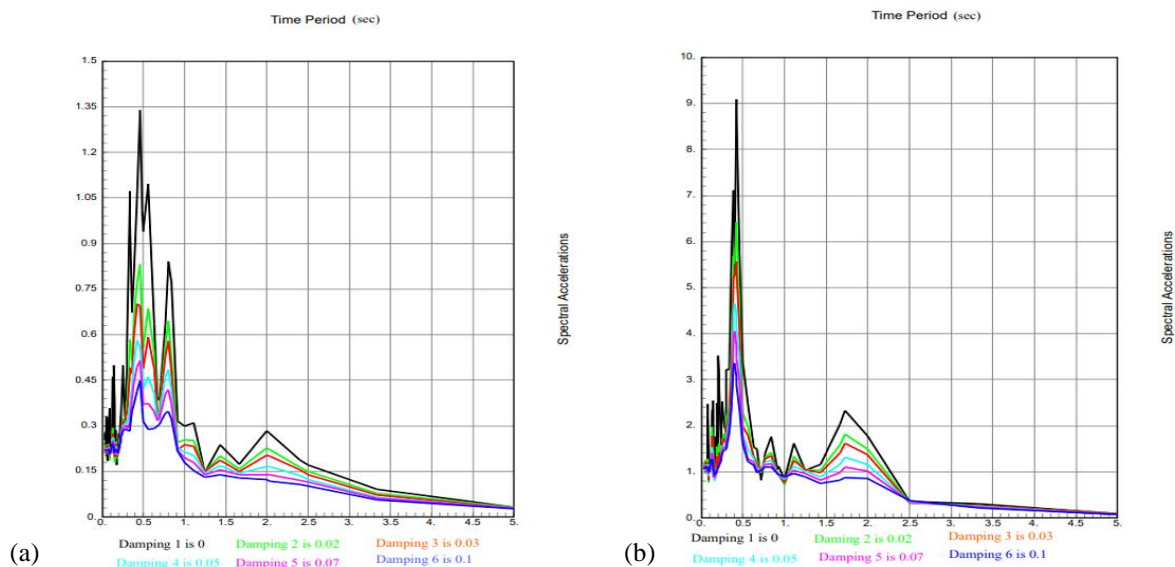 Time Period (sec)
1.5
1.35
1.2
1.05
0.9
0.75
0.6
0.45
0.3
0.15
0.
0. 0.5 1. 1.5 2. 2.5 3. 3.5 4. 4.5 5.
Spectral Accelerations
(a)
Damping 1 is 0 Damping 2 is 0.02 Damping 3 is 0.03
Damping 4 is 0.05 Damping 5 is 0.07 Damping 6 is 0.1
Time Period (sec)
10.
9.
8.
7.
6.
5.
4.
3.
2.
1.
0.
0. 0.5 1. 1.5 2. 2.5 3. 3.5 4. 4.5 5.
Spectral Accelerations
(b)
Damping 1 is 0 Daming 2 is 0.02 Damping 3 is 0.03
Damping 4 is 0.05 Damping 5 is 0.07 Damping 6 is 0.1